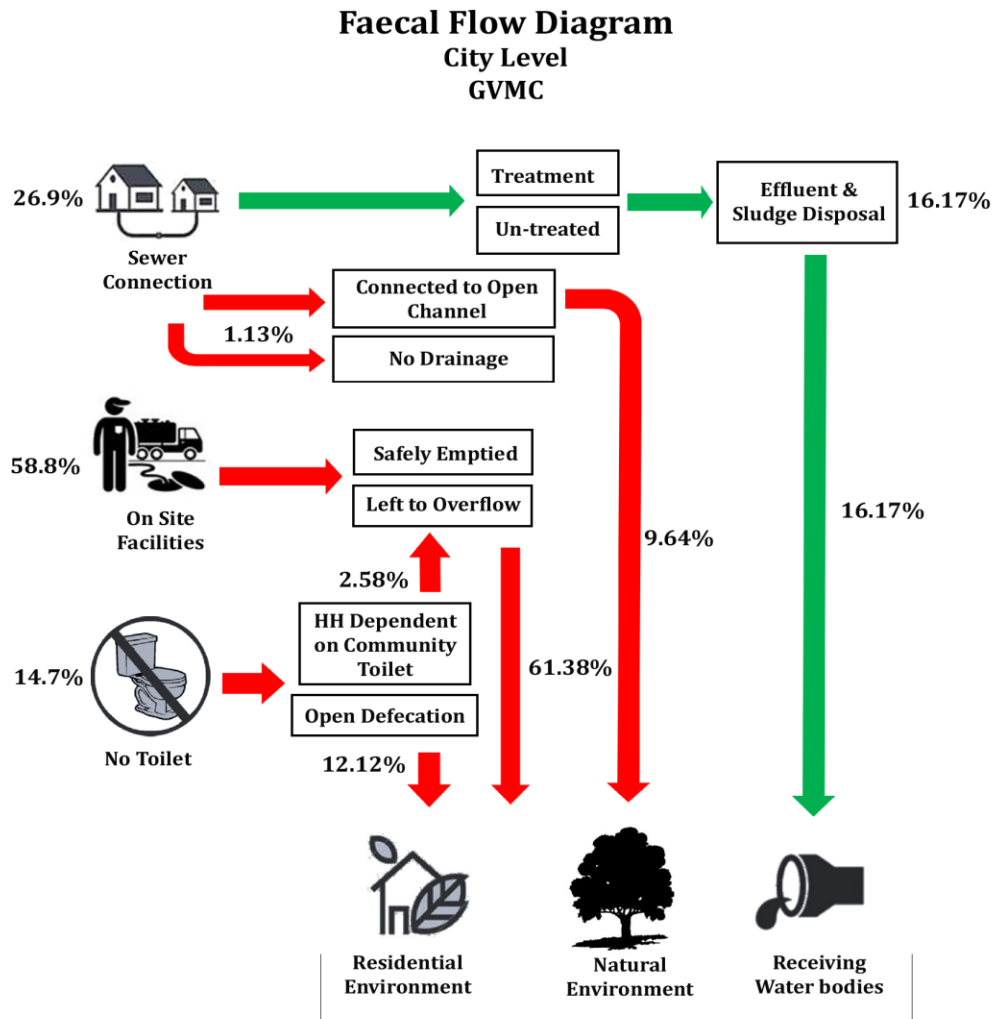 Faecal Flow Diagram
City Level
GVMC
26.9%
Sewer
Connection
Treatment
Un-treated
Effluent &
Sludge Disposal
16.17%
Connected to Open
Channel
1.13%
No Drainage
58.8%
On Site
Facilities
Safely Emptied
Left to Overflow
16.17%
9.64%
2.58%
HH Dependent
on Community
Toilet
61.38%
14.7%
No Toilet
Open Defecation
12.12%
Residential
Environment
Natural
Environment
Receiving
Water bodies